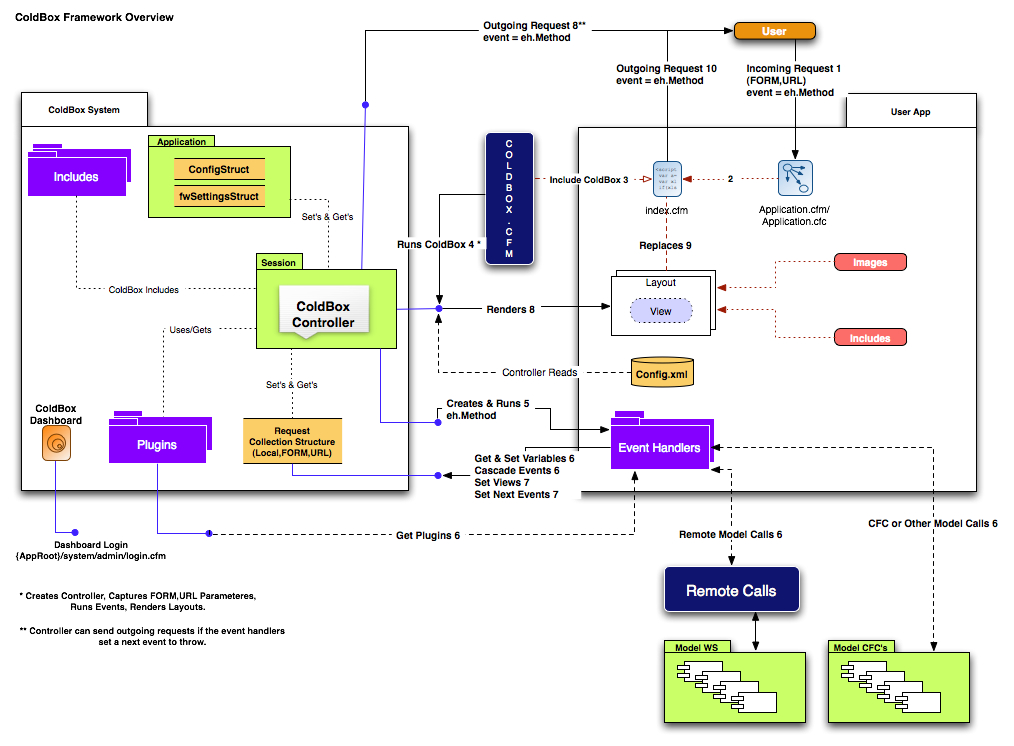 ColdBox Framework Overview
Outgoing Request 8**
event = eh.Method
User
Outgoing Request 10
event = eh.Method
Incoming Request 1
(FORM,URL)
event = eh.Method
ColdBox System
User App
Application
ConfigStruct
fwSettingsStruct
Includes
Set's & Get's
COLDBOX.CFM
Include ColdBox 3
index.cfm
2
Application.cfm/
Application.cfc
Runs ColdBox 4 *
Replaces 9
Session
ColdBox
Controller
ColdBox Includes
Images
Layout
View
Renders 8
Includes
Uses/Gets
Controller Reads
Config.xml
Set's & Get's
ColdBox
Dashboard
Creates & Runs 5
eh.Method
Plugins
Request
Collection Structure
(Local,FORM,URL)
Event Handlers
Get & Set Variables 6
Cascade Events 6
Set Views 7
Set Next Events 7
CFC or Other Model Calls 6
Get Plugins 6
Remote Model Calls 6
Dashboard Login
{AppRoot}/system/admin/login.cfm
Remote Calls
* Creates Controller, Captures FORM,URL Parameteres,
Runs Events, Renders Layouts.
** Controller can send outgoing requests if the event handlers
set a next event to throw.
Model WS
Model CFC's